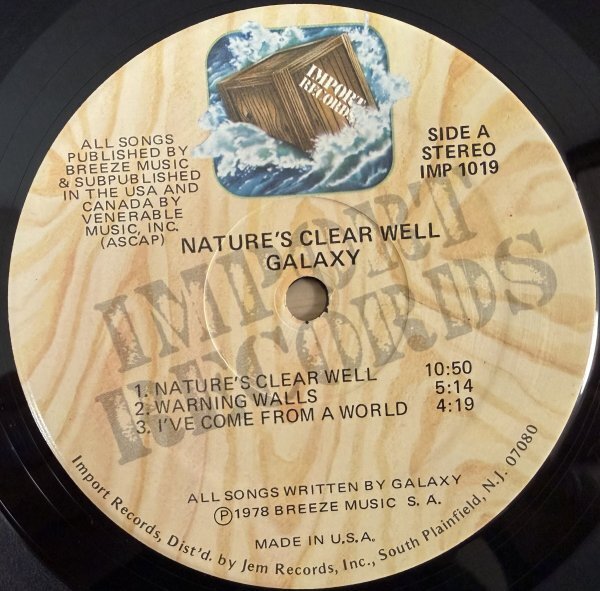 IMPORT
RECORDS
ALL SONGS
PUBLISHED BY
BREEZE MUSIC
& SUBPUBLISHED
IN THE USA AND
CANADA BY
VENERABLE
MUSIC, INC.
(ASCAP)
SIDE A
STEREO
IMP 1019
NATURE'S CLEAR WELL
GALAXY
IMPORT
RECORDS
1. NATURE'S CLEAR WELL 10:50
2. WARNING WALLS 5:14
3. I'VE COME FROM A WORLD 4:19
ALL SONGS WRITTEN BY GALAXY
Ⓟ1978 BREEZE MUSIC S. A.
MADE IN U.S.A.
Import Records, Dist'd. by Jem Records, Inc., South Plainfield, N.J. 07080